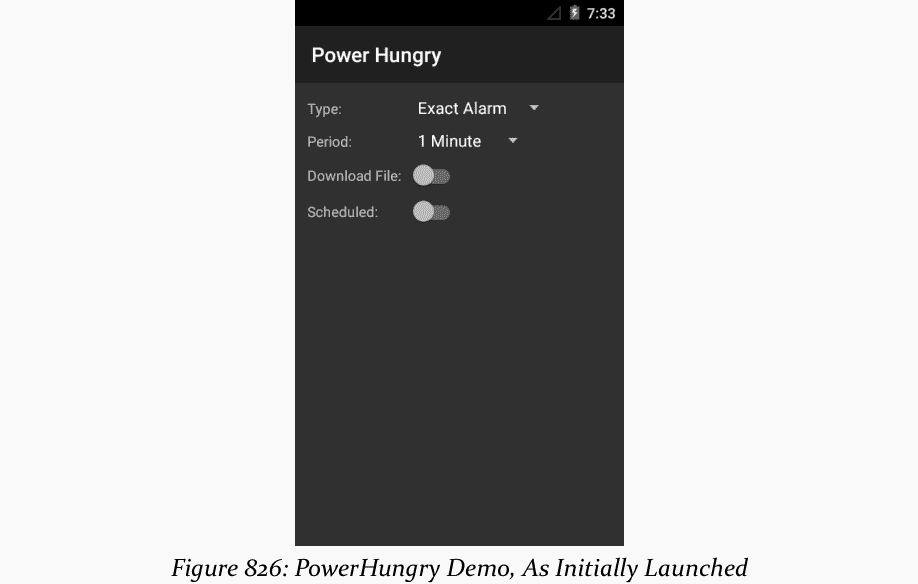 7:33
Power Hungry
Type: Exact Alarm
Period: 1 Minute
Download File:
Scheduled:
Figure 826: PowerHungry Demo, As Initially Launched